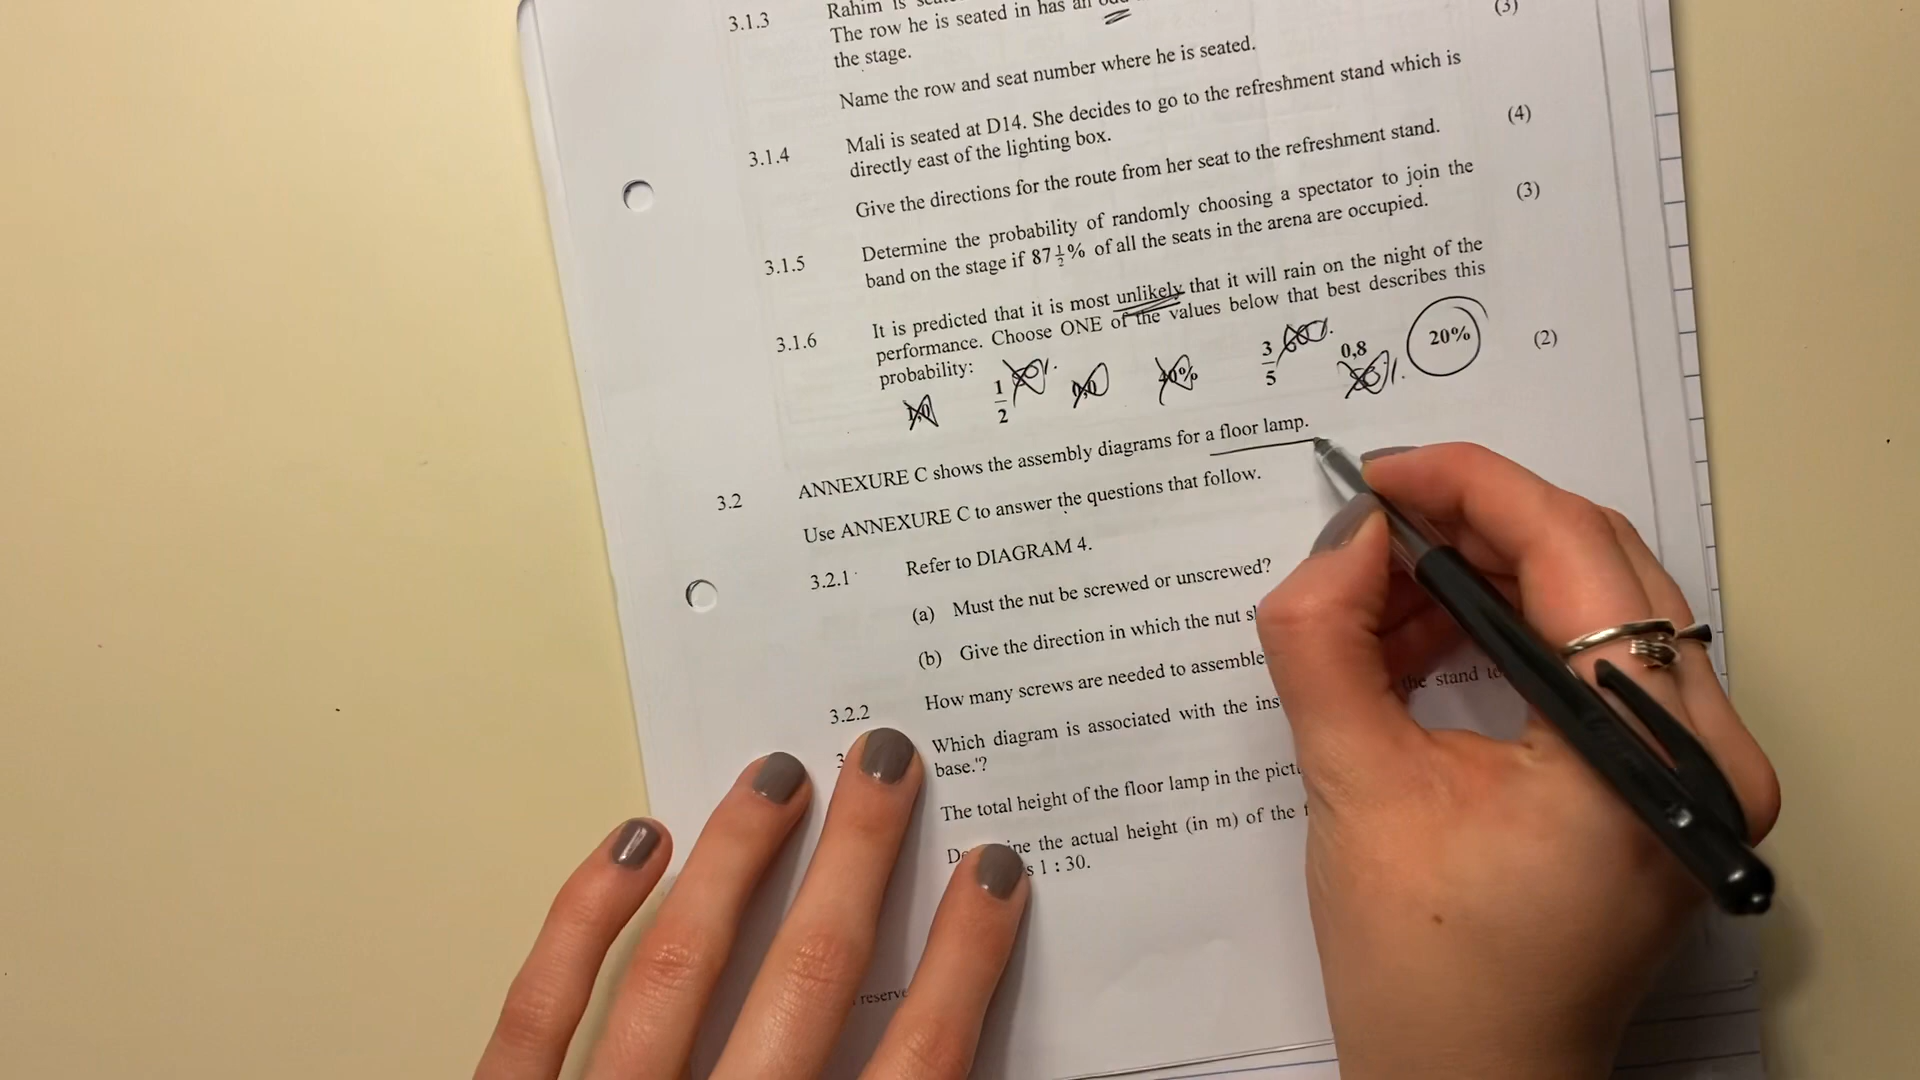 3.1.3 Rahim is
The row he is seated in has an
the stage.
(3)
Name the row and seat number where he is seated.
3.1.4 Mali is seated at D14. She decides to go to the refreshment stand which is
directly east of the lighting box.
Give the directions for the route from her seat to the refreshment stand. (4)
3.1.5 Determine the probability of randomly choosing a spectator to join the
band on the stage if 87 1/2% of all the seats in the arena are occupied. (3)
3.1.6 It is predicted that it is most unlikely that it will rain on the night of the
performance. Choose ONE of the values below that best describes this
probability:
1/2 40% 3/5 0,8 20% (2)
3.2 ANNEXURE C shows the assembly diagrams for a floor lamp.
Use ANNEXURE C to answer the questions that follow.
3.2.1 Refer to DIAGRAM 4.
(a) Must the nut be screwed or unscrewed?
(b) Give the direction in which the nut
3.2.2 How many screws are needed to assemble
Which diagram is associated with the the stand
base."?
The total height of the floor lamp in the
the actual height (in m) of the
1 : 30.